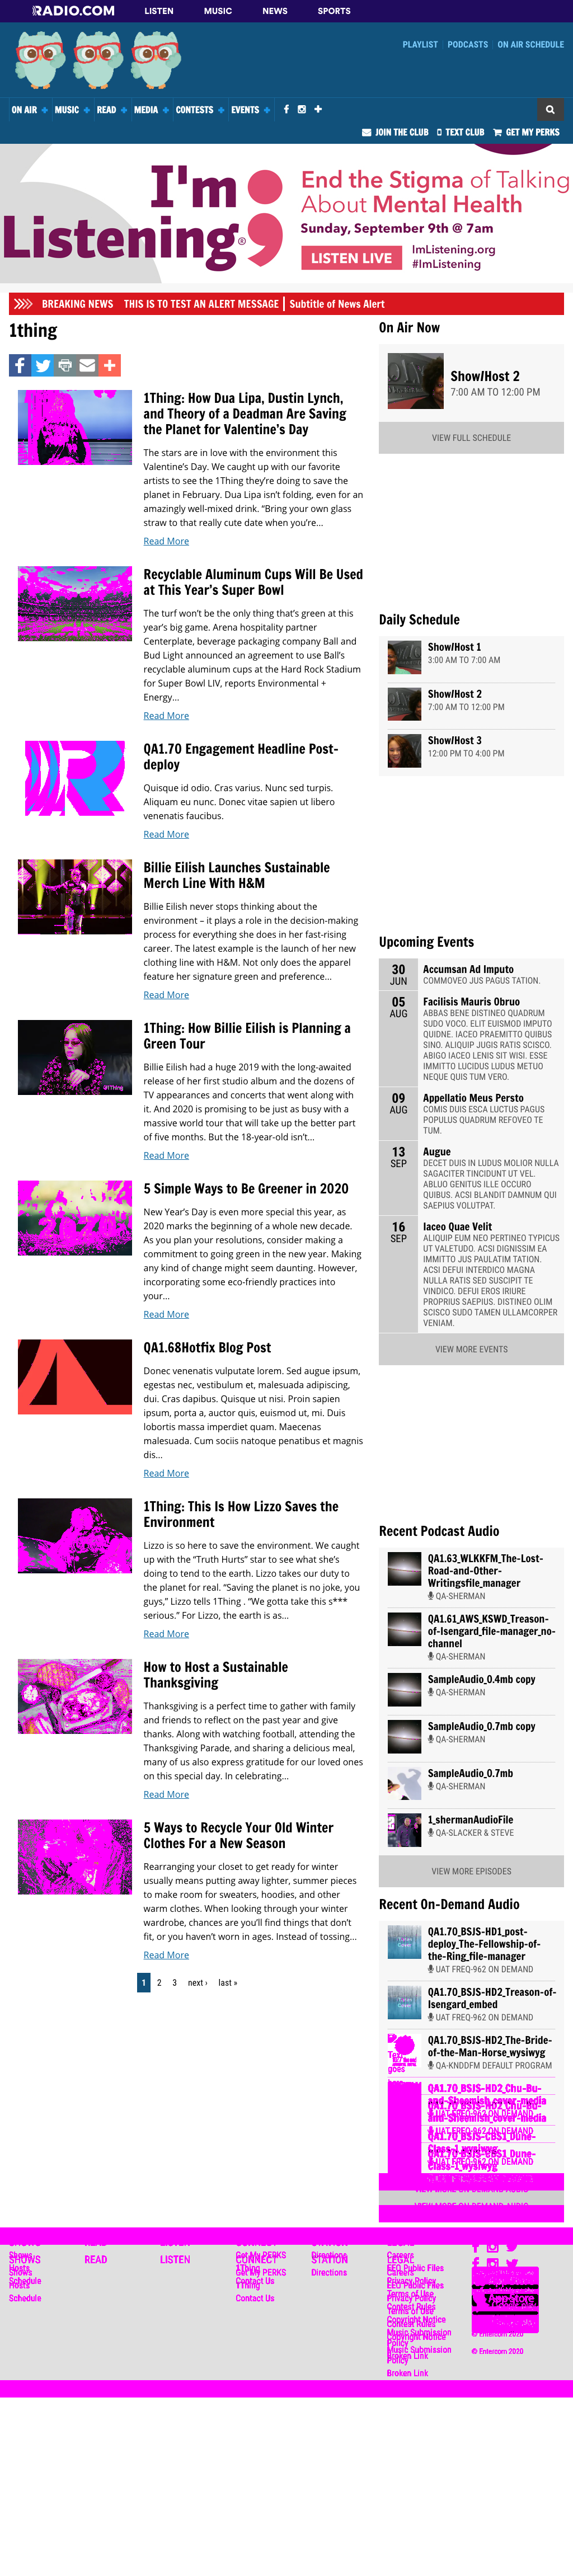 RADIO.COM LISTEN MUSIC NEWS SPORTS
PLAYLIST PODCASTS ON AIR SCHEDULE
ON AIR MUSIC READ MEDIA CONTESTS EVENTS
JOIN THE CLUB TEXT CLUB GET MY PERKS
I'm
Listening®
End the Stigma of Talking
About Mental Health
Sunday, September 9th @ 7am
LISTEN LIVE
ImListening.org
#ImListening
BREAKING NEWS THIS IS TO TEST AN ALERT MESSAGE | Subtitle of News Alert
1thing
1Thing: How Dua Lipa, Dustin Lynch,
and Theory of a Deadman Are Saving
the Planet for Valentine's Day
The stars are in love with the environment this
Valentine's Day. We caught up with our favorite
artists to see the 1Thing they're doing to save the
planet in February. Dua Lipa isn't folding, even for an
amazingly well-mixed drink. “Bring your own glass
straw to that really cute date when you're…
Read More
Recyclable Aluminum Cups Will Be Used
at This Year's Super Bowl
The turf won't be the only thing that's green at this
year's big game. Arena hospitality partner
Centerplate, beverage packaging company Ball and
Bud Light announced an agreement to use Ball's
recyclable aluminum cups at the Hard Rock Stadium
for Super Bowl LIV, reports Environmental +
Energy…
Read More
QA1.70 Engagement Headline Post-
deploy
Quisque id odio. Cras varius. Nunc sed turpis.
Aliquam eu nunc. Donec vitae sapien ut libero
venenatis faucibus.
Read More
Billie Eilish Launches Sustainable
Merch Line With H&M
Billie Eilish never stops thinking about the
environment – it plays a role in the decision-making
process for everything she does in her fast-rising
career. The latest example is the launch of her new
clothing line with H&M. Not only does the apparel
feature her signature green and preference…
Read More
1Thing: How Billie Eilish is Planning a
Green Tour
Billie Eilish had a huge 2019 with the long-awaited
release of her first studio album and the dozens of
TV appearances and concerts that went along with
it. And 2020 is promising to be just as busy with a
massive world tour that will take up the better part
of five months. But the 18-year-old isn't…
Read More
5 Simple Ways to Be Greener in 2020
New Year's Day is even more special this year, as
2020 marks the beginning of a whole new decade.
As you plan your resolutions, consider making a
commitment to going green in the new year. Making
any kind of change might seem daunting. However,
incorporating some eco-friendly practices into
your…
Read More
QA1.68Hotfix Blog Post
Donec venenatis vulputate lorem. Sed augue ipsum,
egestas nec, vestibulum et, malesuada adipiscing,
dui. Cras dapibus. Quisque ut nisi. Proin sapien
ipsum, porta a, auctor quis, euismod ut, mi. Duis
lobortis massa imperdiet quam. Maecenas
malesuada. Cum sociis natoque penatibus et magnis
dis…
Read More
1Thing: This Is How Lizzo Saves the
Environment
Lizzo is so here to save the environment. We caught
up with the “Truth Hurts” star to see what she's
doing to tend to the earth. Lizzo takes our duty to
the planet for real. “Saving the planet is no joke, you
guys,” Lizzo tells 1Thing . “We gotta take this s***
serious.” For Lizzo, the earth is as…
Read More
How to Host a Sustainable
Thanksgiving
Thanksgiving is a perfect time to gather with family
and friends to reflect on the past year and give
thanks. Along with watching football, attending the
Thanksgiving Parade, and sharing a delicious meal,
many of us also express gratitude for our loved ones
on this special day. In celebrating…
Read More
5 Ways to Recycle Your Old Winter
Clothes For a New Season
Rearranging your closet to get ready for winter
usually means putting away lighter, summer pieces
to make room for sweaters, hoodies, and other
warm clothes. When looking through your winter
wardrobe, chances are you'll find things that don't
fit, or you haven't worn in ages. Instead of tossing…
Read More
1 2 3 next › last »
On Air Now
Show/Host 2
7:00 AM TO 12:00 PM
VIEW FULL SCHEDULE
Daily Schedule
Show/Host 1
3:00 AM TO 7:00 AM
Show/Host 2
7:00 AM TO 12:00 PM
Show/Host 3
12:00 PM TO 4:00 PM
Upcoming Events
30 JUN
Accumsan Ad Imputo
COMMOVEO JUS PAGUS TATION.
05 AUG
Facilisis Mauris Obruo
ABBAS BENE DISTINEO QUADRUM
SUDO VOCO. ELIT EUISMOD IMPUTO
QUIDNE. IACEO PRAEMITTO QUIBUS
SINO. ALIQUIP JUGIS RATIS SCISCO.
ABIGO IACEO LENIS SIT WISI. ESSE
IMMITTO LUCIDUS LUDUS METUO
NEQUE QUIS TUM VERO.
09 AUG
Appellatio Meus Persto
COMIS DUIS ESCA LUCTUS PAGUS
POPULUS QUADRUM REFOVEO TE
TUM.
13 SEP
Augue
DECET DUIS IN LUDUS MOLIOR NULLA
SAGACITER TINCIDUNT UT VEL.
ABLUO GENITUS ILLE OCCURO
QUIBUS. ACSI BLANDIT DAMNUM QUI
SAEPIUS VOLUTPAT.
16 SEP
Iaceo Quae Velit
ALIQUIP EUM NEO PERTINEO TYPICUS
UT VALETUDO. ACSI DIGNISSIM EA
IMMITTO JUS PAULATIM TATION.
ACSI DEFUI INTERDICO MAGNA
NULLA RATIS SED SUSCIPIT TE
VINDICO. DEFUI EROS IRIURE
PROPRIUS SAEPIUS. DISTINEO OLIM
SCISCO SUDO TAMEN ULLAMCORPER
VENIAM.
VIEW MORE EVENTS
Recent Podcast Audio
QA1.63_WLKKFM_The-Lost-
Road-and-Other-
Writingsfile_manager
QA-SHERMAN
QA1.61_AWS_KSWD_Treason-
of-Isengard_file-manager_no-
channel
QA-SHERMAN
SampleAudio_0.4mb copy
QA-SHERMAN
SampleAudio_0.7mb copy
QA-SHERMAN
SampleAudio_0.7mb
QA-SHERMAN
1_shermanAudioFile
QA-SLACKER & STEVE
VIEW MORE EPISODES
Recent On-Demand Audio
QA1.70_BSJS-HD1_post-
deploy_The-Fellowship-of-
the-Ring_file-manager
UAT FREQ-962 ON DEMAND
QA1.70_BSJS-HD2_Treason-of-
Isengard_embed
UAT FREQ-962 ON DEMAND
QA1.70_BSJS-HD2_The-Bride-
of-the-Man-Horse_wysiwyg
QA-KNDDFM DEFAULT PROGRAM
Text
goes
QA1.70_BSJS-HD2_Chu-Bu-
and-Sheemish_cover-media
UAT FREQ-962 ON DEMAND
QA1.70_BSJS-CBS1_Dune-
Class-1_wysiwyg
UAT FREQ-962 ON DEMAND
VIEW MORE ON-DEMAND AUDIO
SHOWS READ LISTEN CONNECT STATION LEGAL
Shows
Hosts
Schedule
Get My PERKS
1Thing
Contact Us
Directions
Careers
EEO Public Files
Privacy Policy
Terms of Use
Contest Rules
Copyright Notice
Music Submission
Policy
Broken Link
App Store
© Entercom 2020